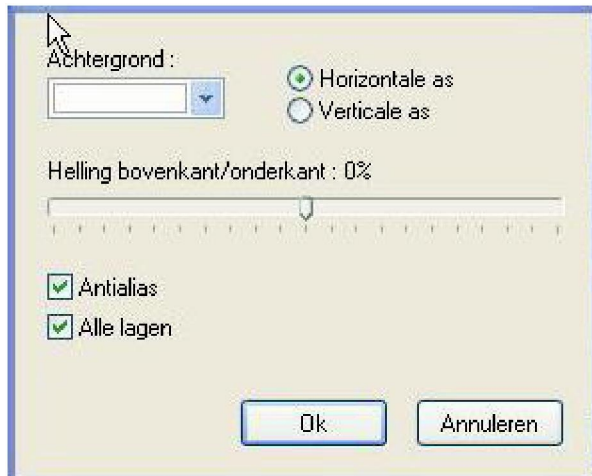 Achtergrond :
Horizontale as
Verticale as
Helling bovenkant/onderkant : 0%
Antialias
Alle lagen
Ok
Annuleren